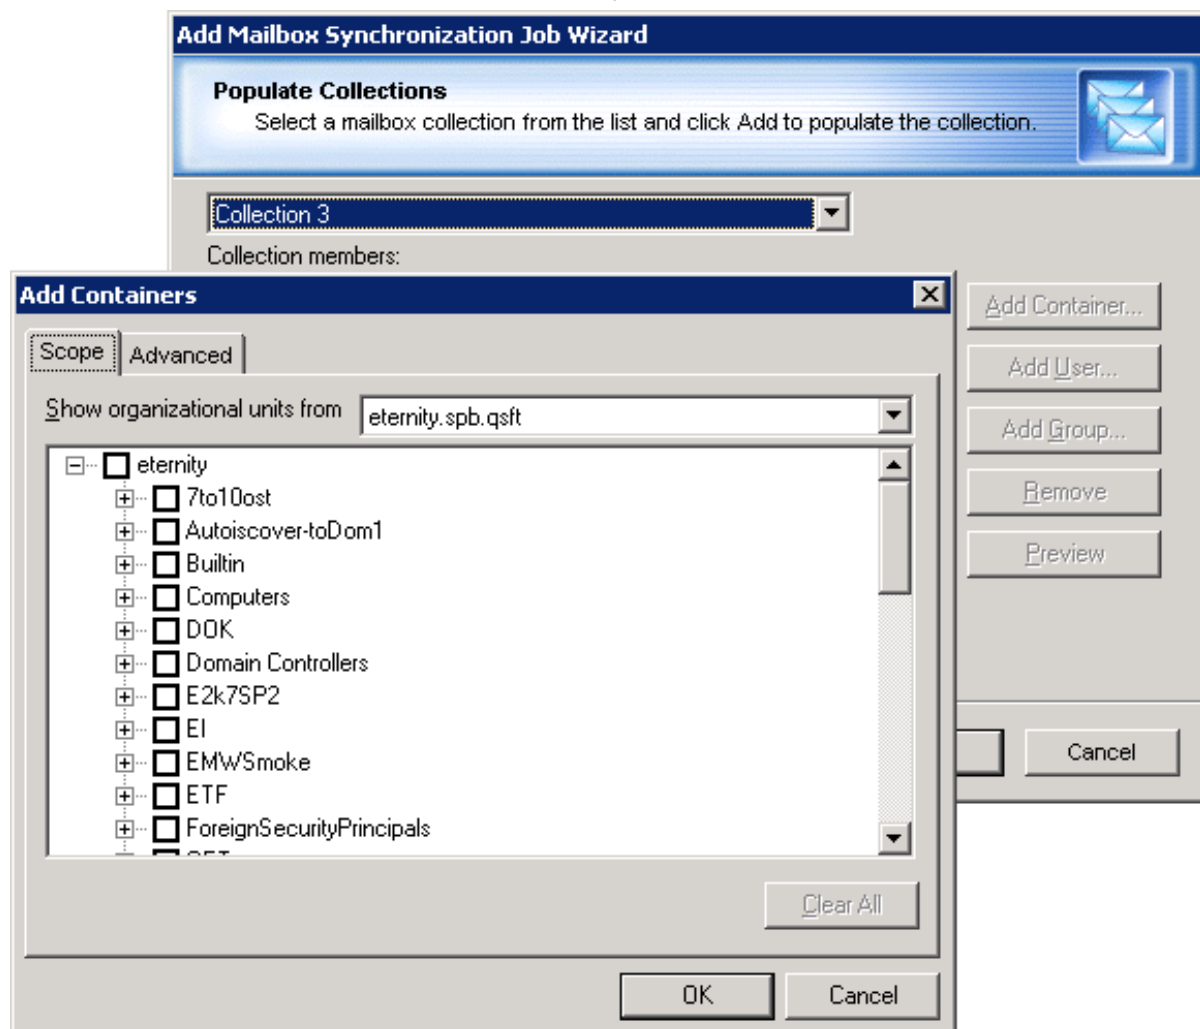 Add Mailbox Synchronization Job Wizard
Populate Collections
Select a mailbox collection from the list and click Add to populate the collection.
Collection 3
Collection members:
Add Containers
Scope
Advanced
Show organizational units from
eternity.spb.qsft
eternity
7to10ost
Autoiscover-toDom1
Builtin
Computers
DOK
Domain Controllers
E2k7SP2
EI
EMWSmoke
ETF
ForeignSecurityPrincipals
Clear All
OK
Cancel
Add Container...
Add User...
Add Group...
Remove
Preview
Cancel